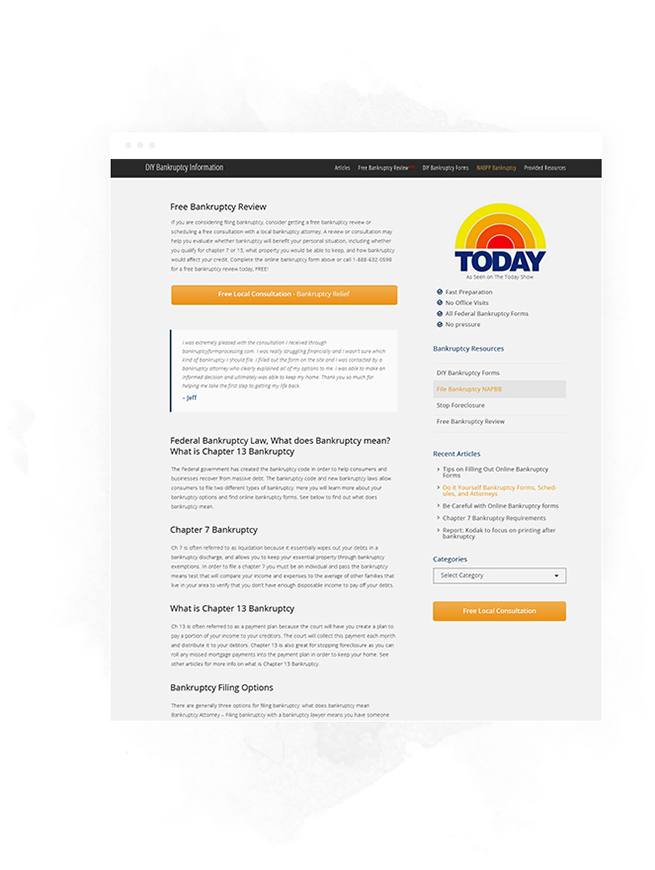 DIY Bankruptcy Information
Articles Free Bankruptcy Review DIY Bankruptcy Forms NABFP Bankruptcy Provided Resources
Free Bankruptcy Review
If you are considering filing bankruptcy, consider getting a free bankruptcy review or
scheduling a free consultation with a local bankruptcy attorney. A review or consultation may
help you evaluate whether bankruptcy will benefit your personal situation, including whether
you qualify for chapter 7 or 13, what property you would be able to keep, and how bankruptcy
would affect your credit. Complete the online bankruptcy form above or call 1-888-632-0598
for a free bankruptcy review today, FREE!
Free Local Consultation - Bankruptcy Relief
I was extremely pleased with the consultation I received through
bankruptcyformprocessing.com. I was really struggling financially and I wasn't sure which
kind of bankruptcy I should file. I filled out the form on the site and I was contacted by a
bankruptcy attorney who clearly explained all of my options to me. I was able to make an
informed decision and ultimately was able to keep my home. Thank you so much for
helping me take the first step to getting my life back.
– Jeff
Federal Bankruptcy Law, What does Bankruptcy mean?
What is Chapter 13 Bankruptcy
The Federal government has created the bankruptcy code in order to help consumers and
businesses recover from massive debt. The bankruptcy code and new bankruptcy laws allow
consumers to file two different types of bankruptcy. Here you will learn more about your
bankruptcy options and find online bankruptcy forms. See below to find out what does
bankruptcy mean.
Chapter 7 Bankruptcy
Ch 7 is often referred to as liquidation because it essentially wipes out your debts in a
bankruptcy discharge, and allows you to keep your essential property through bankruptcy
exemptions. In order to file a chapter 7 you must be an individual and pass the bankruptcy
means test that will compare your income and expenses to the average of other families that
live in your area to verify that you don't have enough disposable income to pay off your debts.
What is Chapter 13 Bankruptcy
Ch 13 is often referred to as a payment plan because the court will have you create a plan to
pay a portion of your income to your creditors. The court will collect this payment each month
and distribute it to your debtors. Chapter 13 is also great for stopping foreclosure as you can
roll any missed mortgage payments into the payment plan in order to keep your home. See
other articles for more info on what is Chapter 13 Bankruptcy
Bankruptcy Filing Options
There are generally three options for filing bankruptcy: what does bankruptcy mean
Bankruptcy Attorney – Filing bankruptcy with a bankruptcy lawyer means you have someone
TODAY
As Seen on The Today Show
Fast Preparation
No Office Visits
All Federal Bankruptcy Forms
No pressure
Bankruptcy Resources
DIY Bankruptcy Forms
File Bankruptcy NAPBB
Stop Foreclosure
Free Bankruptcy Review
Recent Articles
Tips on Filling Out Online Bankruptcy
Forms
Do it Yourself Bankruptcy Forms, Sched-
ules, and Attorneys
Be Careful with Online Bankruptcy forms
Chapter 7 Bankruptcy Requirements
Report: Kodak to focus on printing after
bankruptcy
Categories
Select Category
Free Local Consultation